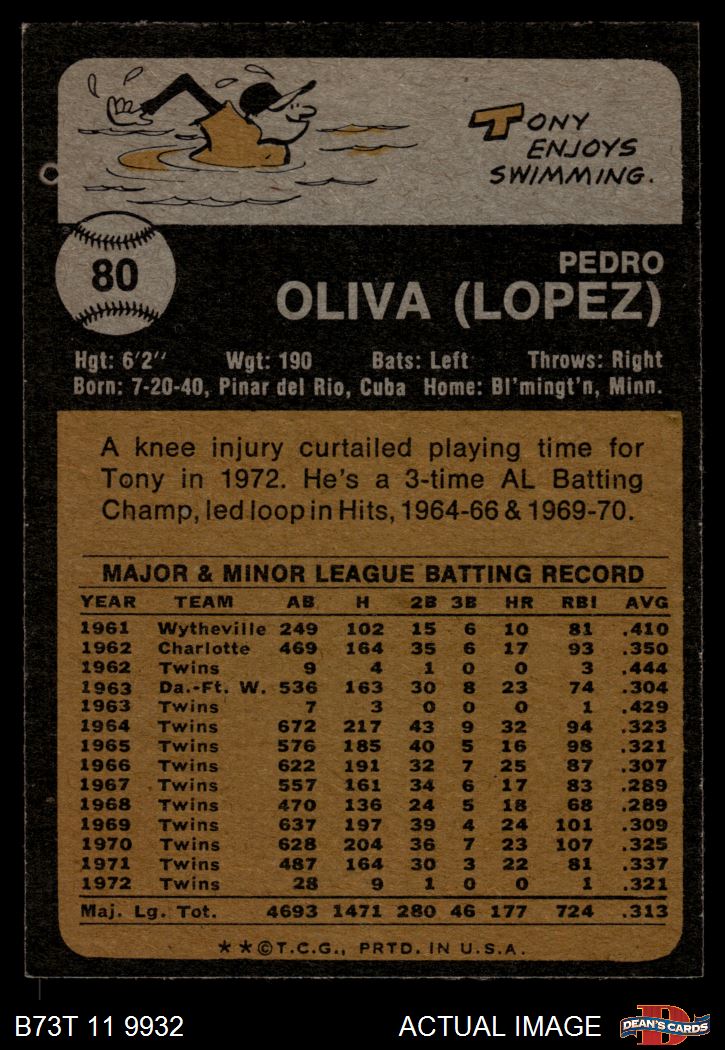 TONY
ENJOYS
SWIMMING.
80
PEDRO
OLIVA (LOPEZ)
Hgt: 6'2" Wgt: 190 Bats: Left Throws: Right
Born: 7-20-40, Pinar del Rio, Cuba Home: Bl'mingt'n, Minn.
A knee injury curtailed playing time for
Tony in 1972. He's a 3-time AL Batting
Champ, led loop in Hits, 1964-66 & 1969-70.
MAJOR & MINOR LEAGUE BATTING RECORD
YEAR TEAM AB H 2B 3B HR RBI AVG
1961 Wytheville 249 102 15 6 10 81 .410
1962 Charlotte 469 164 35 6 17 93 .350
1962 Twins 9 4 1 0 0 3 .444
1963 Da.-Ft. W. 536 163 30 8 23 74 .304
1963 Twins 7 3 0 0 0 1 .429
1964 Twins 672 217 43 9 32 94 .323
1965 Twins 576 185 40 5 16 98 .321
1966 Twins 622 191 32 7 25 87 .307
1967 Twins 557 161 34 6 17 83 .289
1968 Twins 470 136 24 5 18 68 .289
1969 Twins 637 197 39 4 24 101 .309
1970 Twins 628 204 36 7 23 107 .325
1971 Twins 487 164 30 3 22 81 .337
1972 Twins 28 9 1 0 0 1 .321
Maj. Lg. Tot. 4693 1471 280 46 177 724 .313
**©T.C.G., PRTD. IN U.S.A.
B73T 11 9932 ACTUAL IMAGE D DEAN'S CARDS